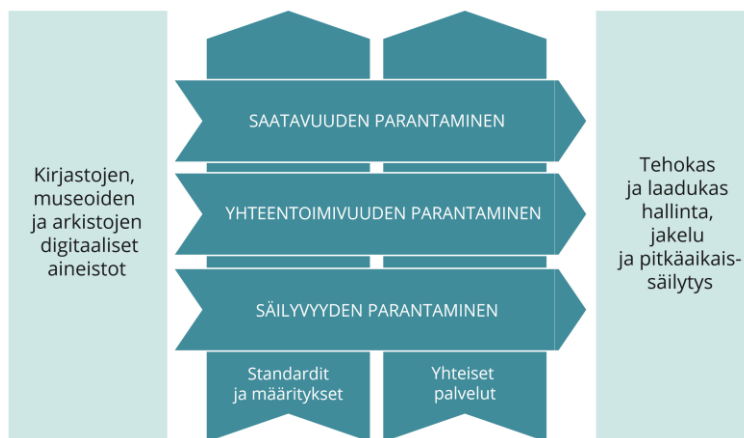 Kirjastojen,
museoiden
ja arkistojen
digitaaliset
aineistot
SAATAVUUDEN PARANTAMINEN
YHTEENTOIMIVUUDEN PARANTAMINEN
SÄILYVYYDEN PARANTAMINEN
Standardit
ja määritykset
Yhteiset
palvelut
Tehokas
ja laadukas
hallinta,
jakelu
ja pitkäaikais-
säilytys